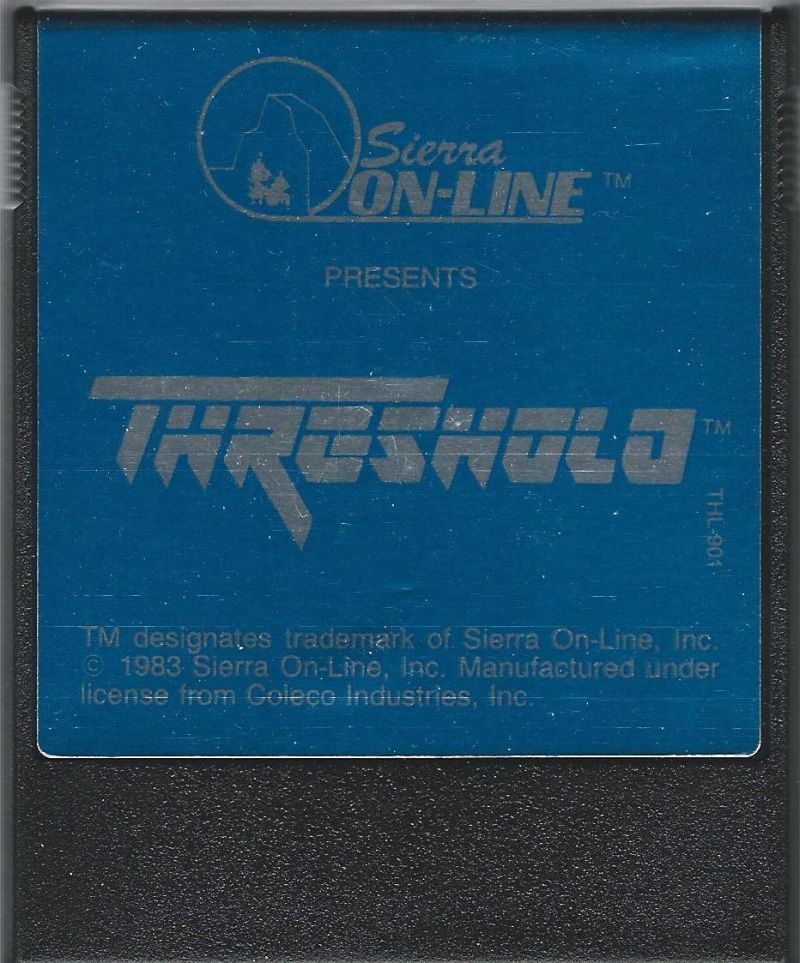 Sierra
ON-LINE TM
PRESENTS
THRESHOLD TM
THL-901
TM designates trademark of Sierra On-Line, Inc.
© 1983 Sierra On-Line, Inc. Manufactured under
license from Coleco Industries, Inc.